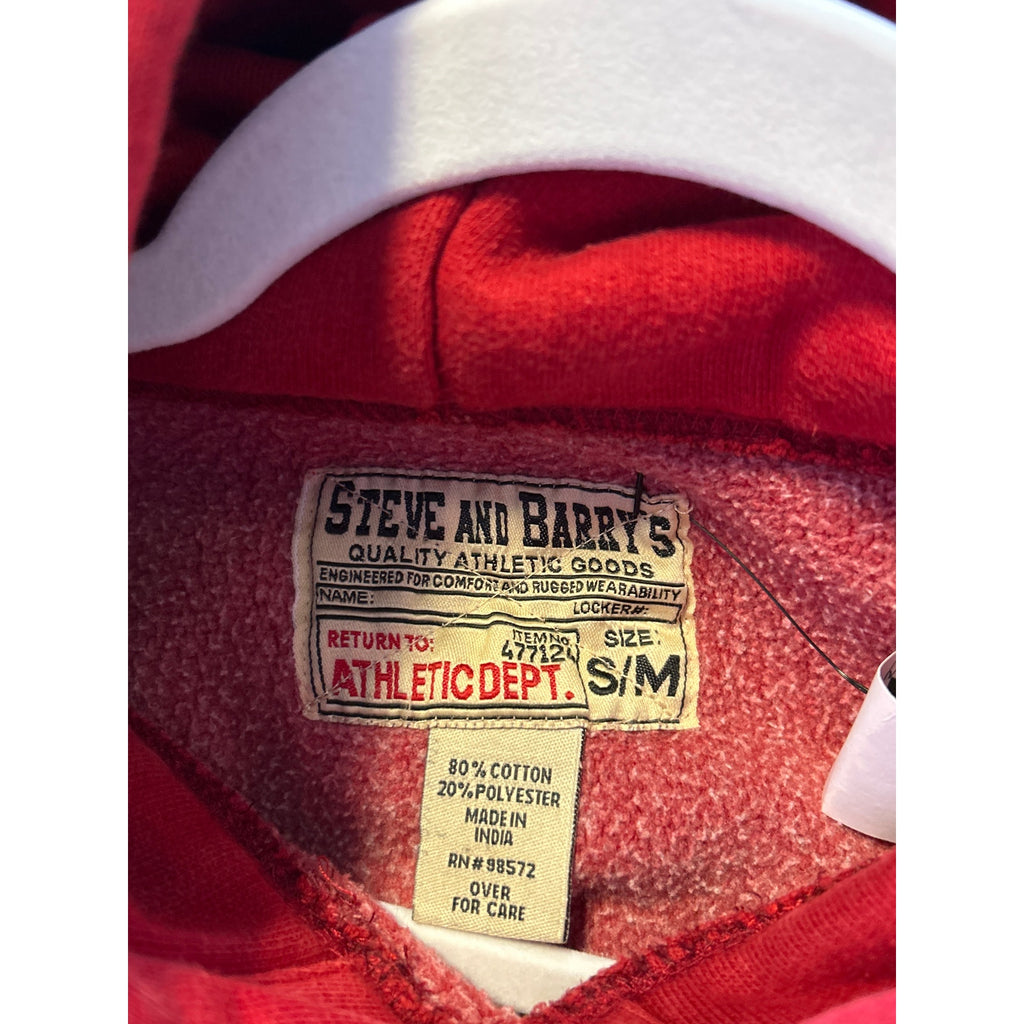 STEVE AND BARRY'S
QUALITY ATHLETIC GOODS
ENGINEERED FOR COMFORT AND RUGGED WEARABILITY
NAME: LOCKER#:
RETURN TO: ITEM No. SIZE:
477124
ATHLETIC DEPT. S/M
80% COTTON
20% POLYESTER
MADE IN
INDIA
RN# 98572
OVER
FOR CARE